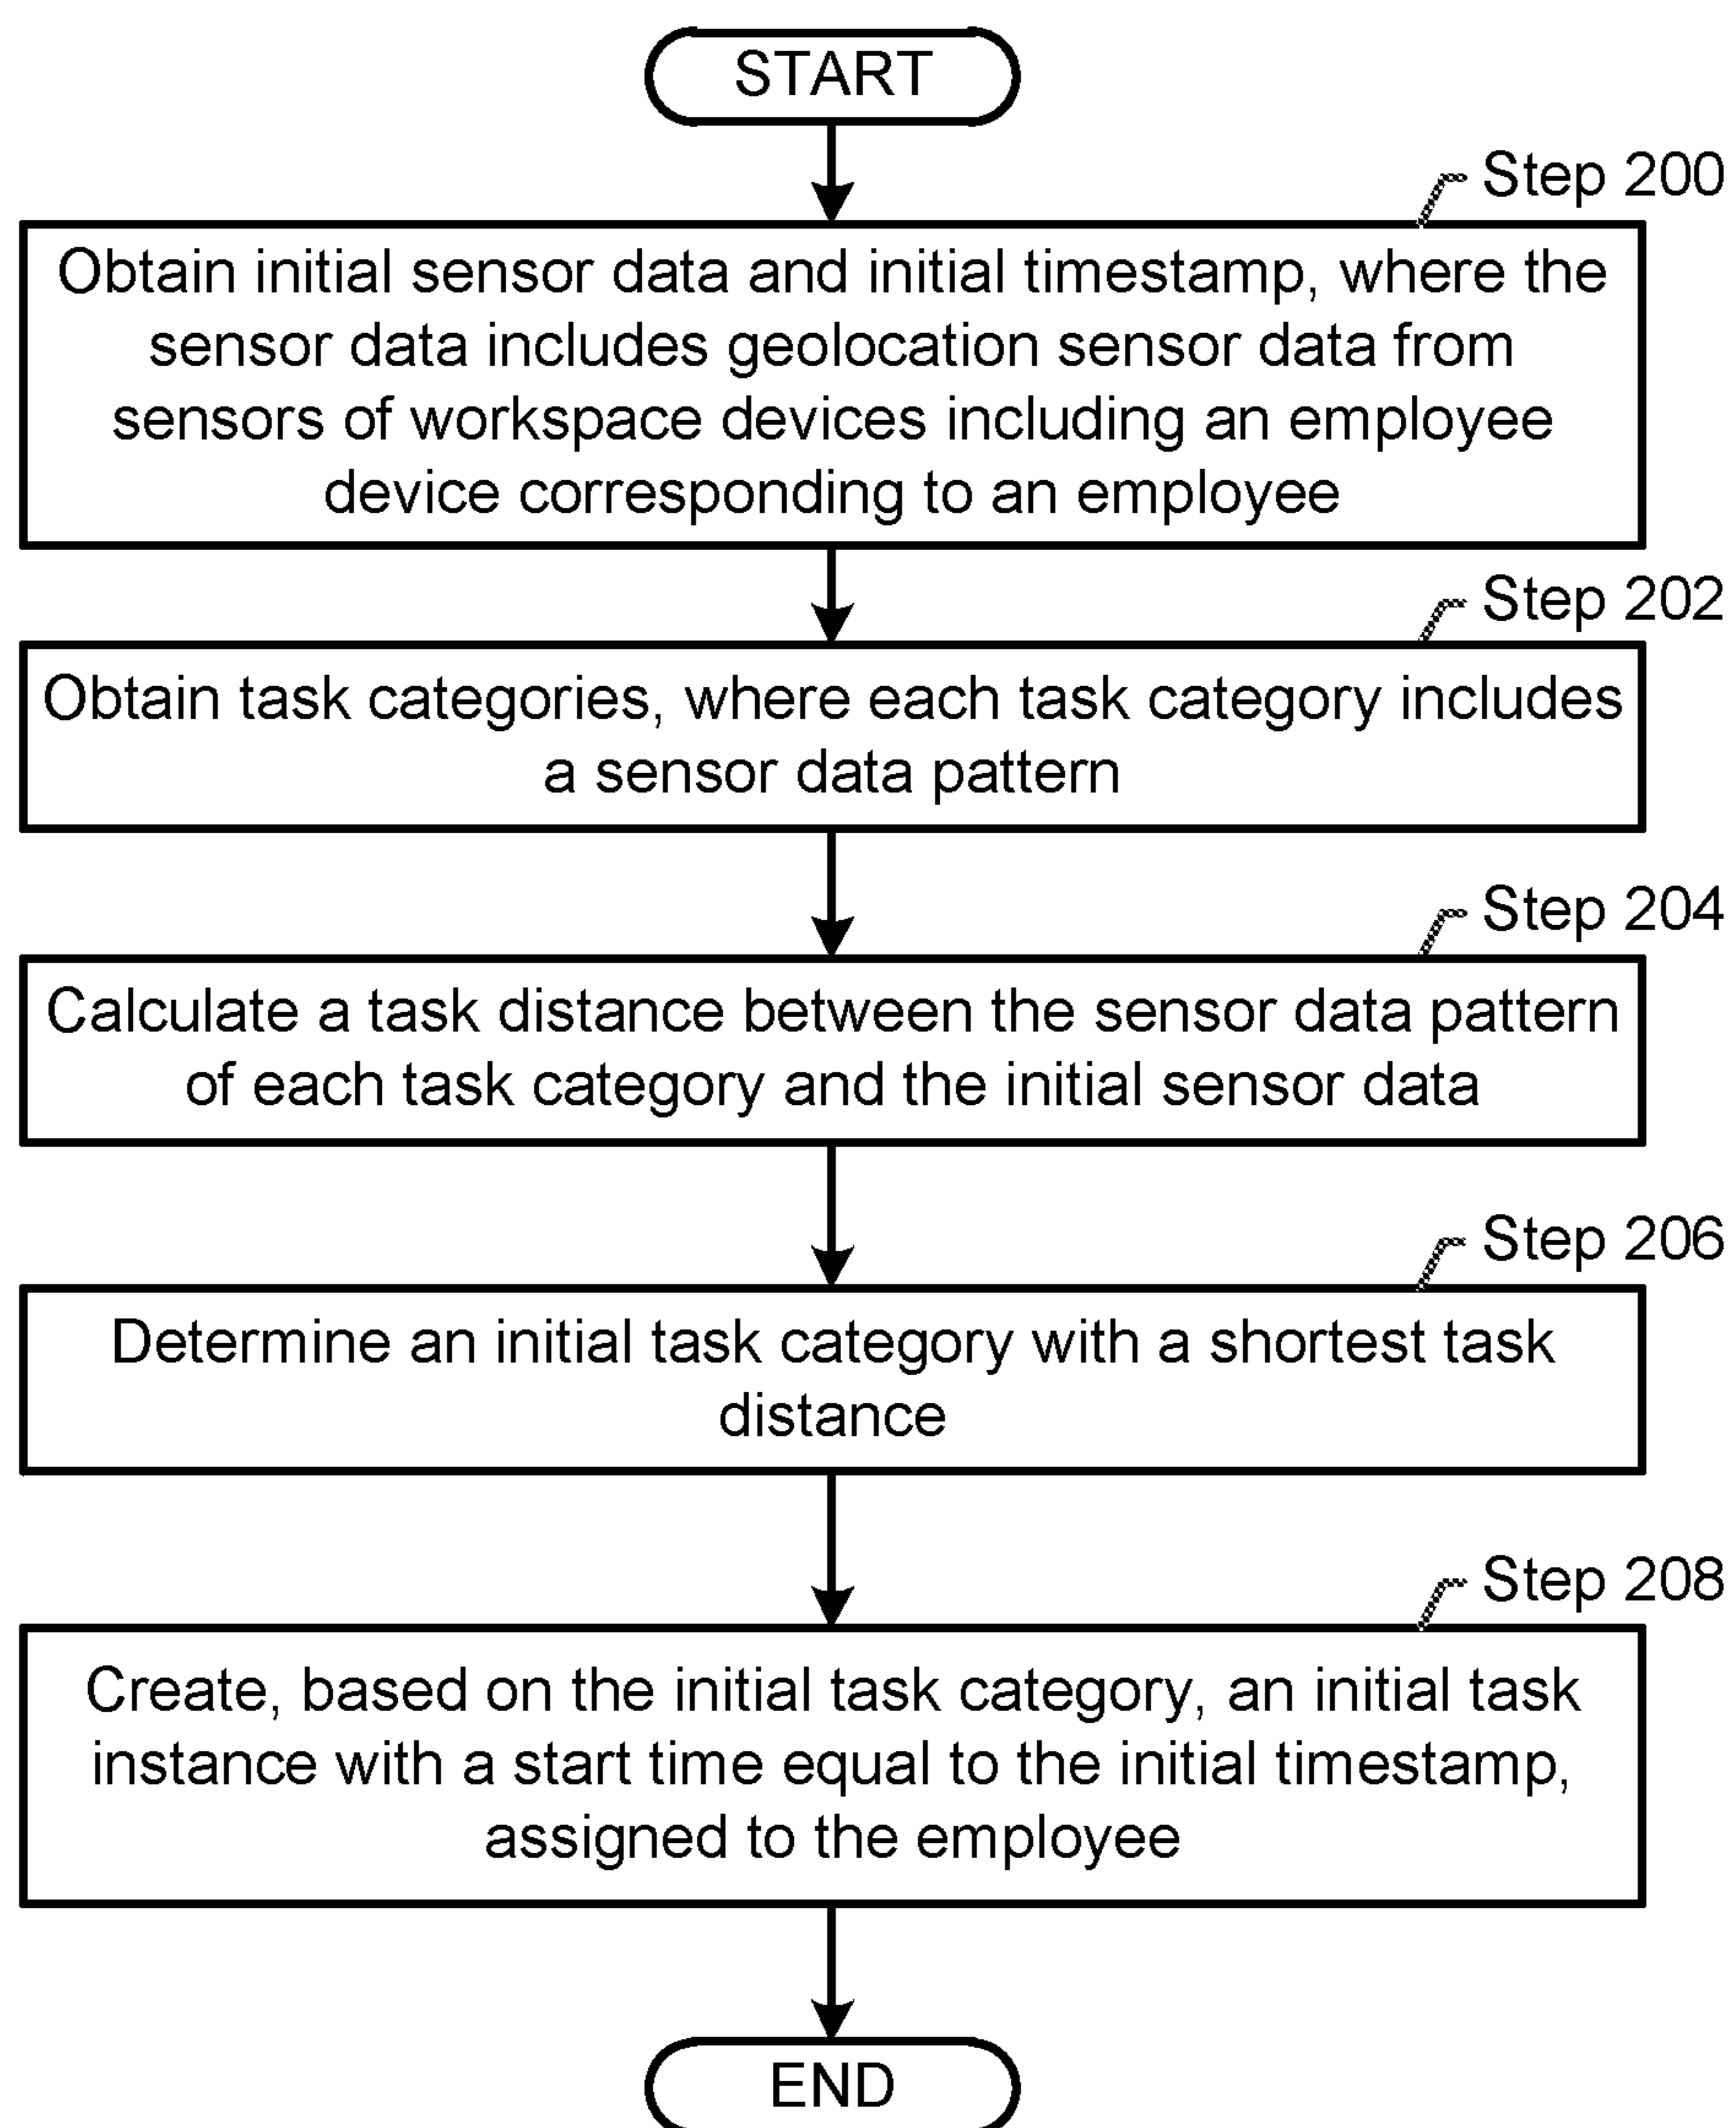 START
Step 200
Obtain initial sensor data and initial timestamp, where the
sensor data includes geolocation sensor data from
sensors of workspace devices including an employee
device corresponding to an employee
Step 202
Obtain task categories, where each task category includes
a sensor data pattern
Step 204
Calculate a task distance between the sensor data pattern
of each task category and the initial sensor data
Step 206
Determine an initial task category with a shortest task
distance
Step 208
Create, based on the initial task category, an initial task
instance with a start time equal to the initial timestamp,
assigned to the employee
END